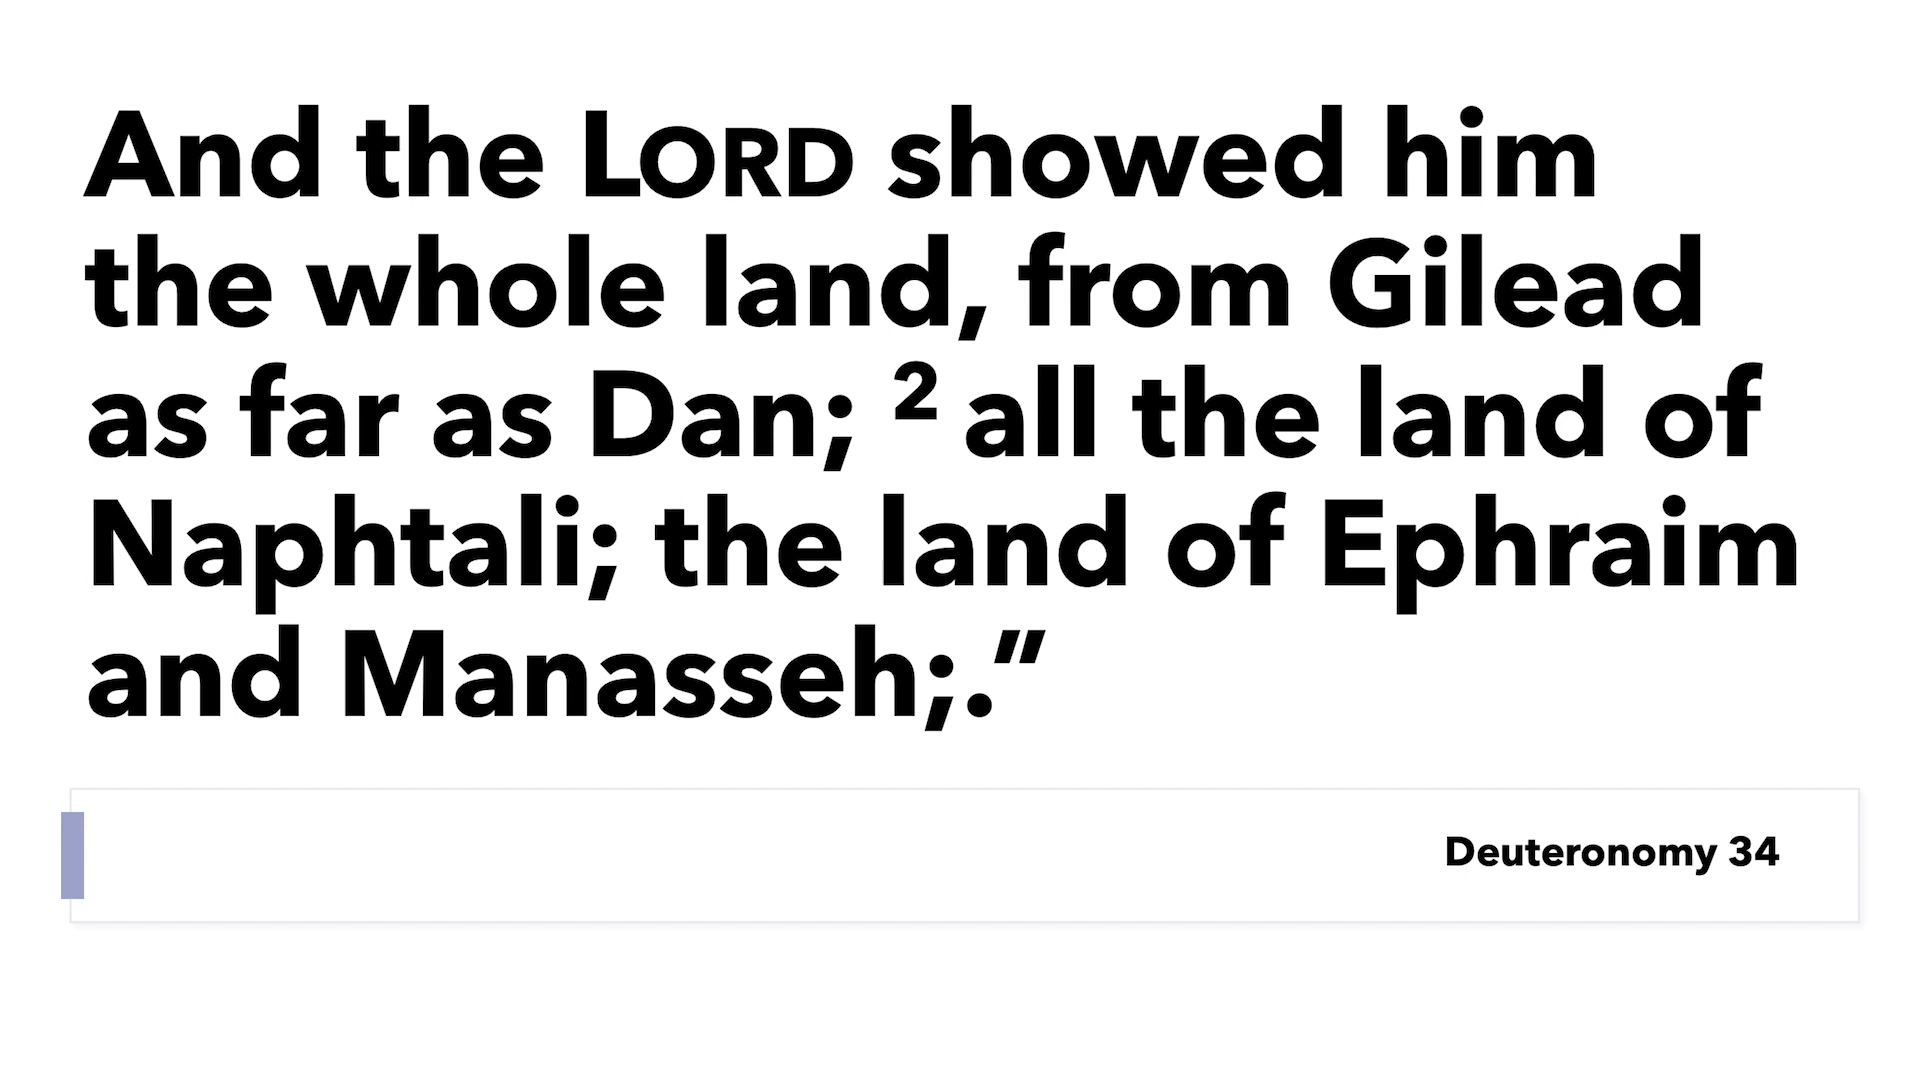 And the LORD showed him
the whole land, from Gilead
as far as Dan; ² all the land of
Naphtali; the land of Ephraim
and Manasseh;.”
Deuteronomy 34